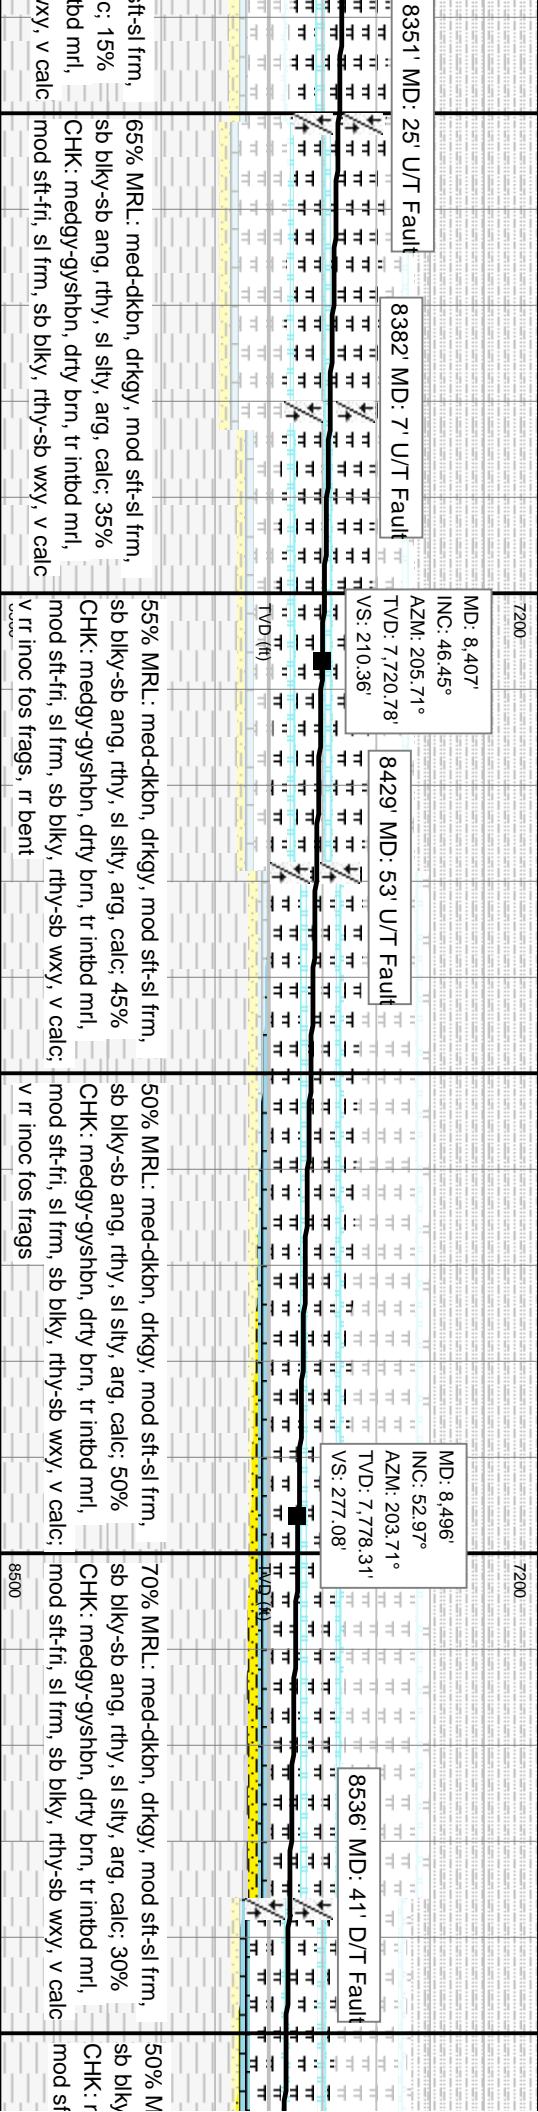 8351' MD: 25' U/T Fault
8382' MD: 7' U/T Fault
7200
MD: 8,407'
INC: 46.45°
AZM: 205.71°
TVD: 7,720.78'
VS: 210.36'
8429' MD: 53' U/T Fault
MD: 8,496'
INC: 52.97°
AZM: 203.71°
TVD: 7,778.31'
VS: 277.08'
7200
8536' MD: 41' D/T Fault
TVD (ft)
TVD (ft)
sft-sl frm,
c; 15%
tbd mrl,
xy, v calc
65% MRL: med-dkbn, drkgy, mod sft-sl frm,
sb blky-sb ang, rthy, sl slty, arg, calc; 35%
CHK: medgy-gyshbn, drty brn, tr intbd mrl,
mod sft-fri, sl frm, sb blky, rthy-sb wxy, v calc
55% MRL: med-dkbn, drkgy, mod sft-sl frm,
sb blky-sb ang, rthy, sl slty, arg, calc; 45%
CHK: medgy-gyshbn, drty brn, tr intbd mrl,
mod sft-fri, sl frm, sb blky, rthy-sb wxy, v calc;
v rr inoc fos frags, rr bent
50% MRL: med-dkbn, drkgy, mod sft-sl frm,
sb blky-sb ang, rthy, sl slty, arg, calc; 50%
CHK: medgy-gyshbn, drty brn, tr intbd mrl,
mod sft-fri, sl frm, sb blky, rthy-sb wxy, v calc;
v rr inoc fos frags
70% MRL: med-dkbn, drkgy, mod sft-sl frm,
sb blky-sb ang, rthy, sl slty, arg, calc; 30%
CHK: medgy-gyshbn, drty brn, tr intbd mrl,
mod sft-fri, sl frm, sb blky, rthy-sb wxy, v calc
8500
50% M
sb blky
CHK: r
mod sf